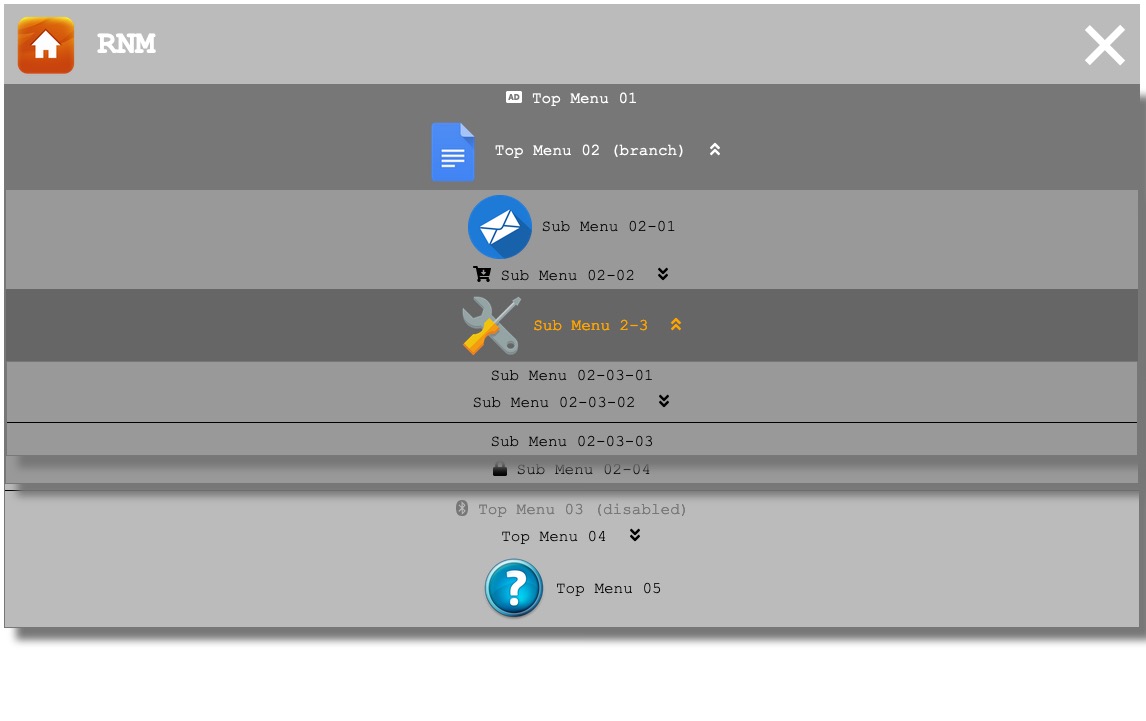 RNM
AD Top Menu 01
Top Menu 02 (branch)
Sub Menu 02-01
Sub Menu 02-02
Sub Menu 2-3
Sub Menu 02-03-01
Sub Menu 02-03-02
Sub Menu 02-03-03
Sub Menu 02-04
Top Menu 03 (disabled)
Top Menu 04
? Top Menu 05